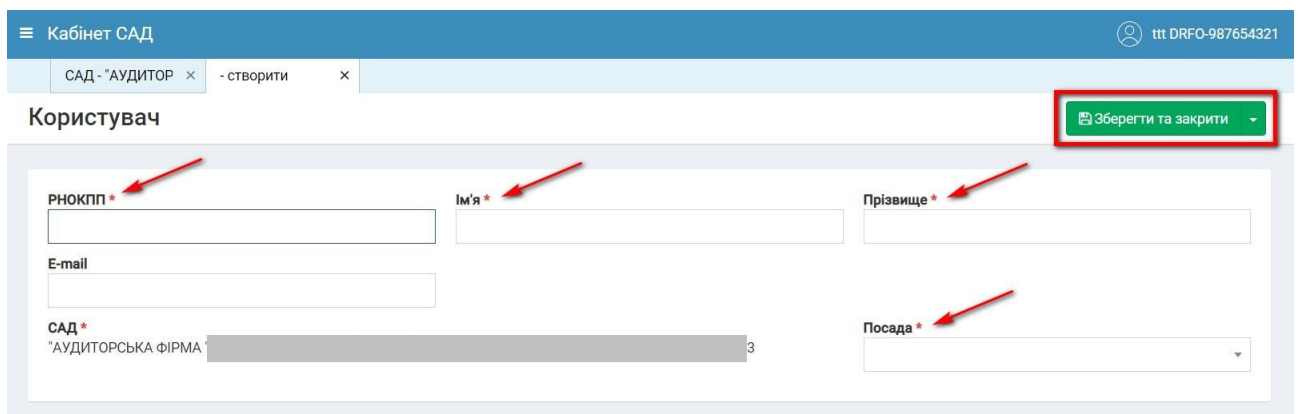 Кабінет САД
ttt DRFO-987654321
САД - "АУДИТОР ×
- створити ×
Користувач
Зберегти та закрити
РНОКПП *
Ім'я *
Прізвище *
E-mail
САД *
"АУДИТОРСЬКА ФІРМА " 3
Посада *